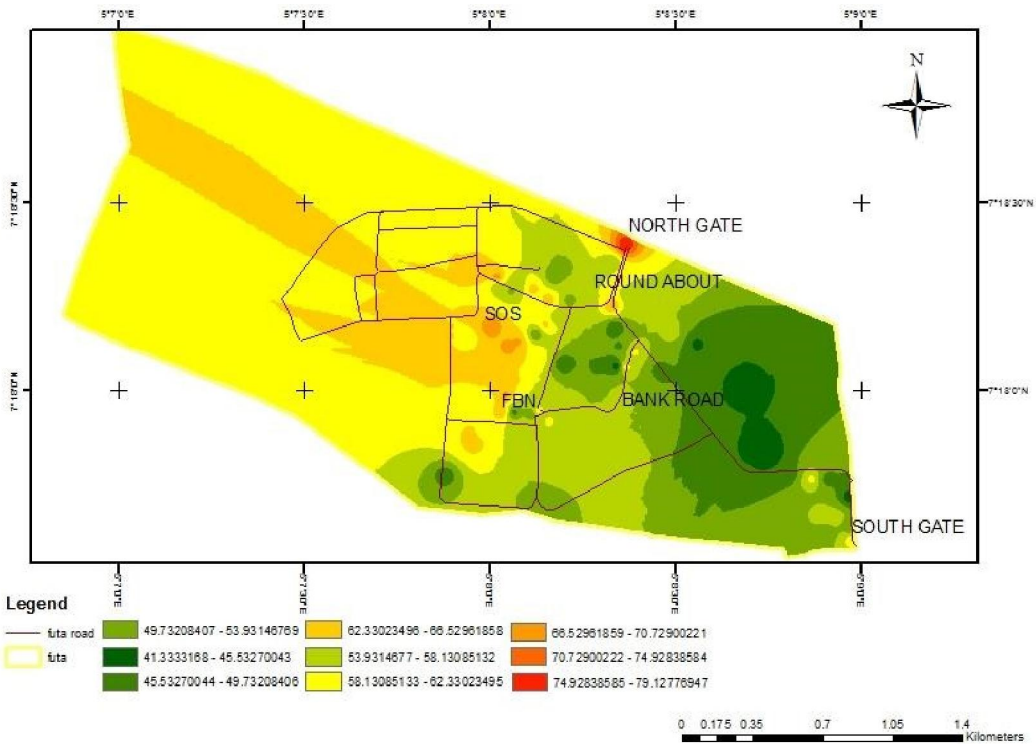 5°7'0"E 5°7'30"E 5°8'0"E 5°8'30"E 5°9'0"E
N
7°18'30"N 7°18'30"N
NORTH GATE
ROUND ABOUT
SOS
7°18'0"N 7°18'0"N
FBN BANK ROAD
SOUTH GATE
5°7'0"E 5°7'30"E 5°8'0"E 5°8'30"E 5°9'0"E
Legend
futa road 49.73208407 - 53.93146769 62.33023496 - 66.52961858 66.52961859 - 70.72900221
futa 41.3333168 - 45.53270043 53.9314677 - 58.13085132 70.72900222 - 74.92838584
45.53270044 - 49.73208406 58.13085133 - 62.33023495 74.92838585 - 79.12776947
0 0.175 0.35 0.7 1.05 1.4
Kilometers